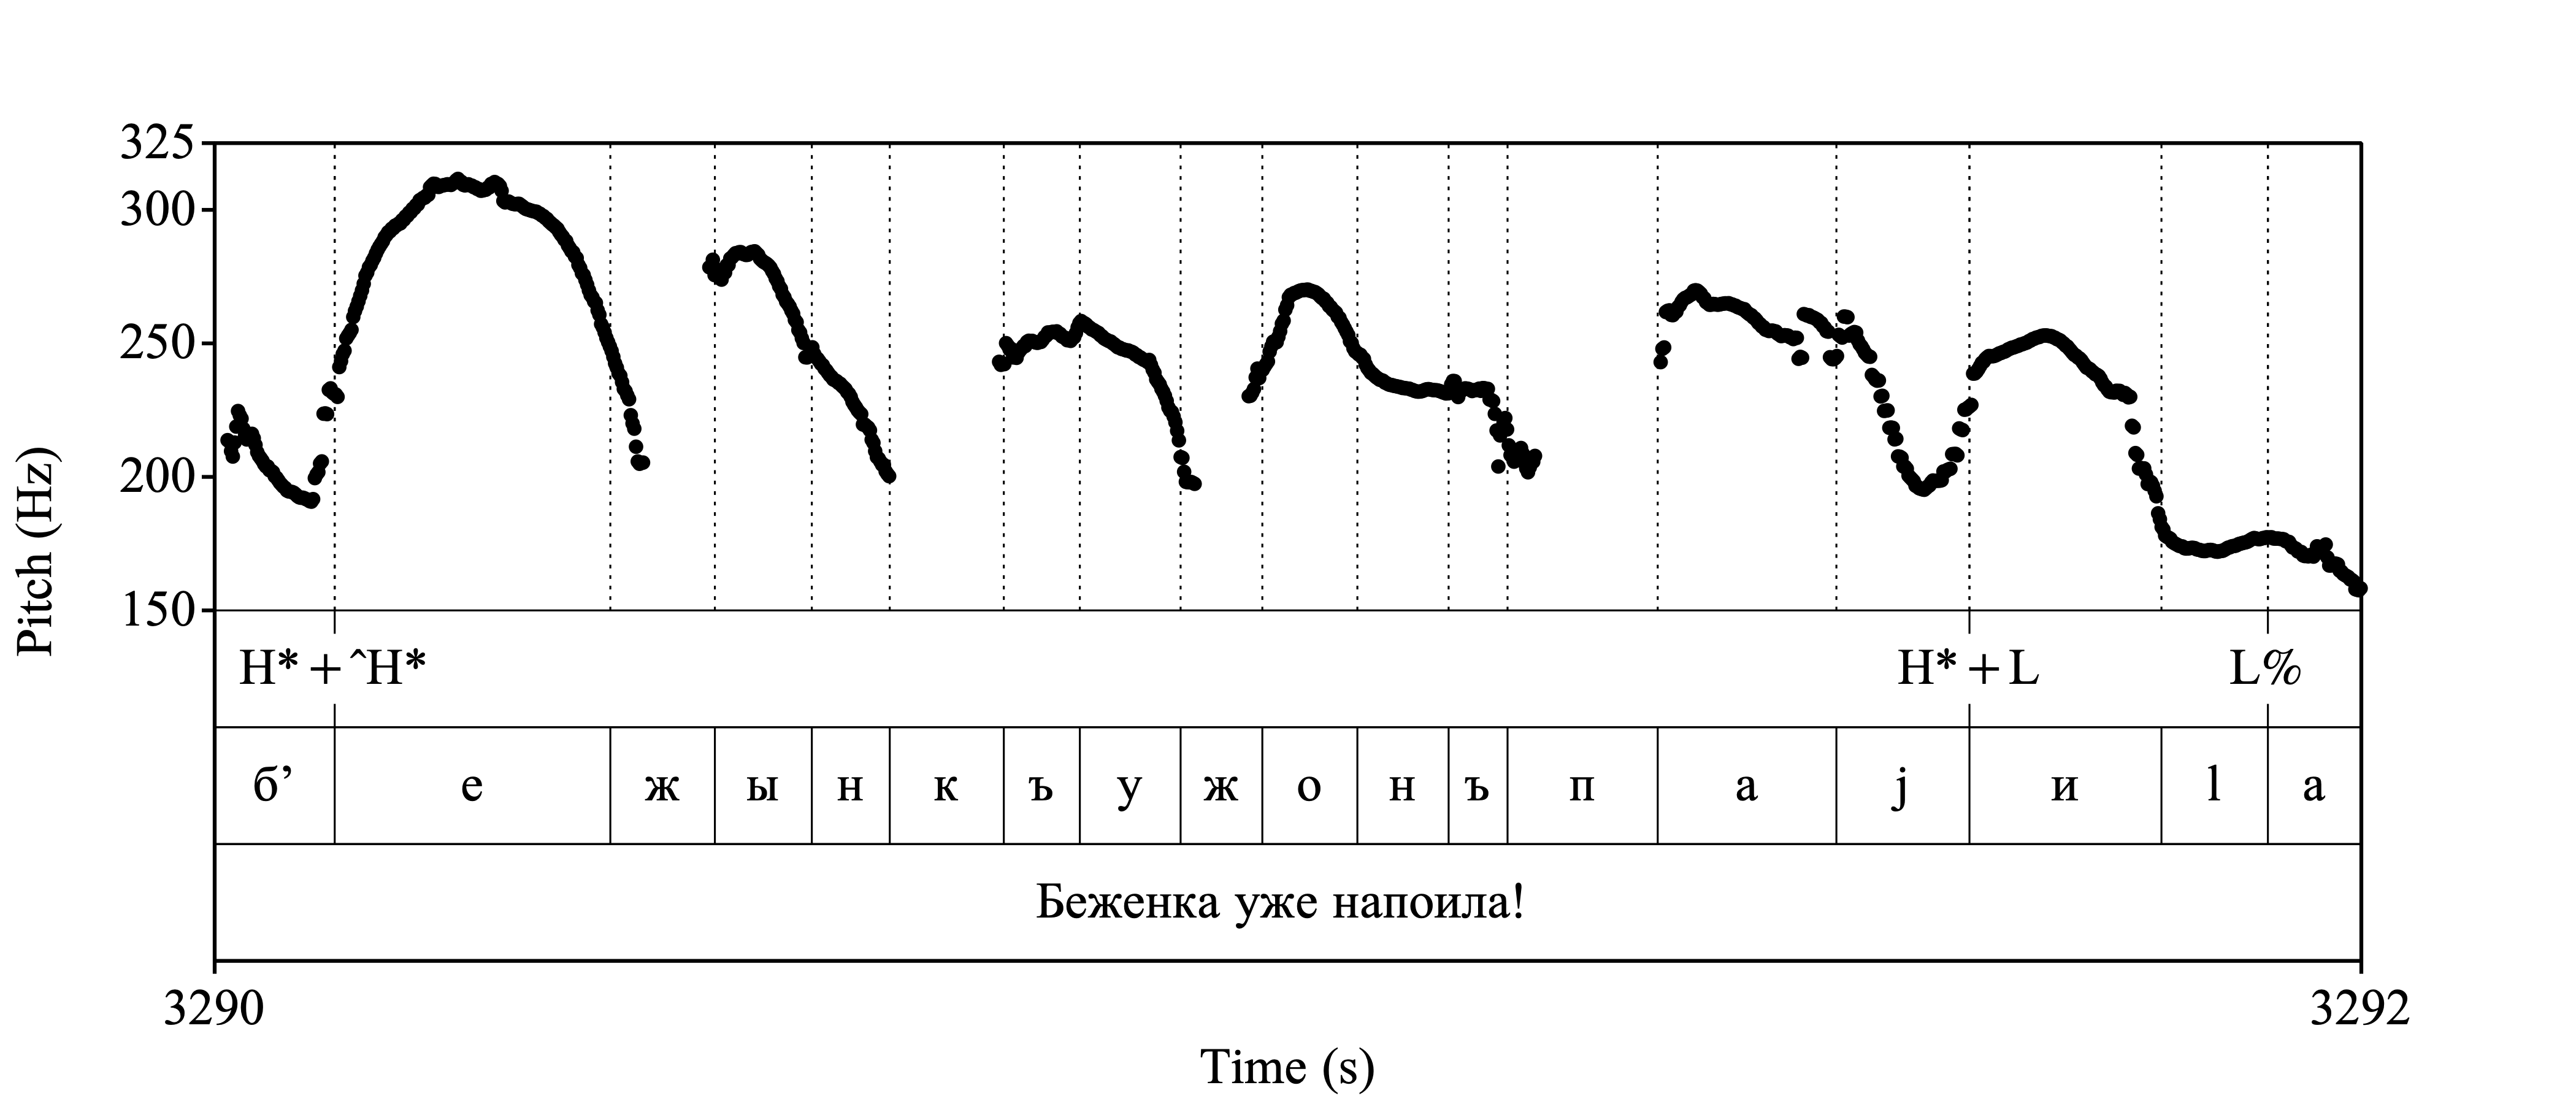 Pitch (Hz)
325
300
250
200
150
H* + ^H* H* + L L%
б’ е ж ы н к ъ у ж о н ъ п а j и l а
Беженка уже напоила!
3290 3292
Time (s)